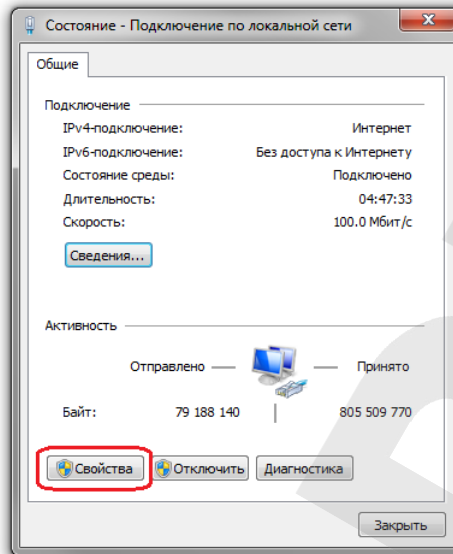 Состояние - Подключение по локальной сети
Общие
Подключение
IPv4-подключение: Интернет
IPv6-подключение: Без доступа к Интернету
Состояние среды: Подключено
Длительность: 04:47:33
Скорость: 100.0 Мбит/с
Сведения...
Активность
Отправлено — — Принято
Байт: 79 188 140 | 805 509 770
Свойства Отключить Диагностика
Закрыть